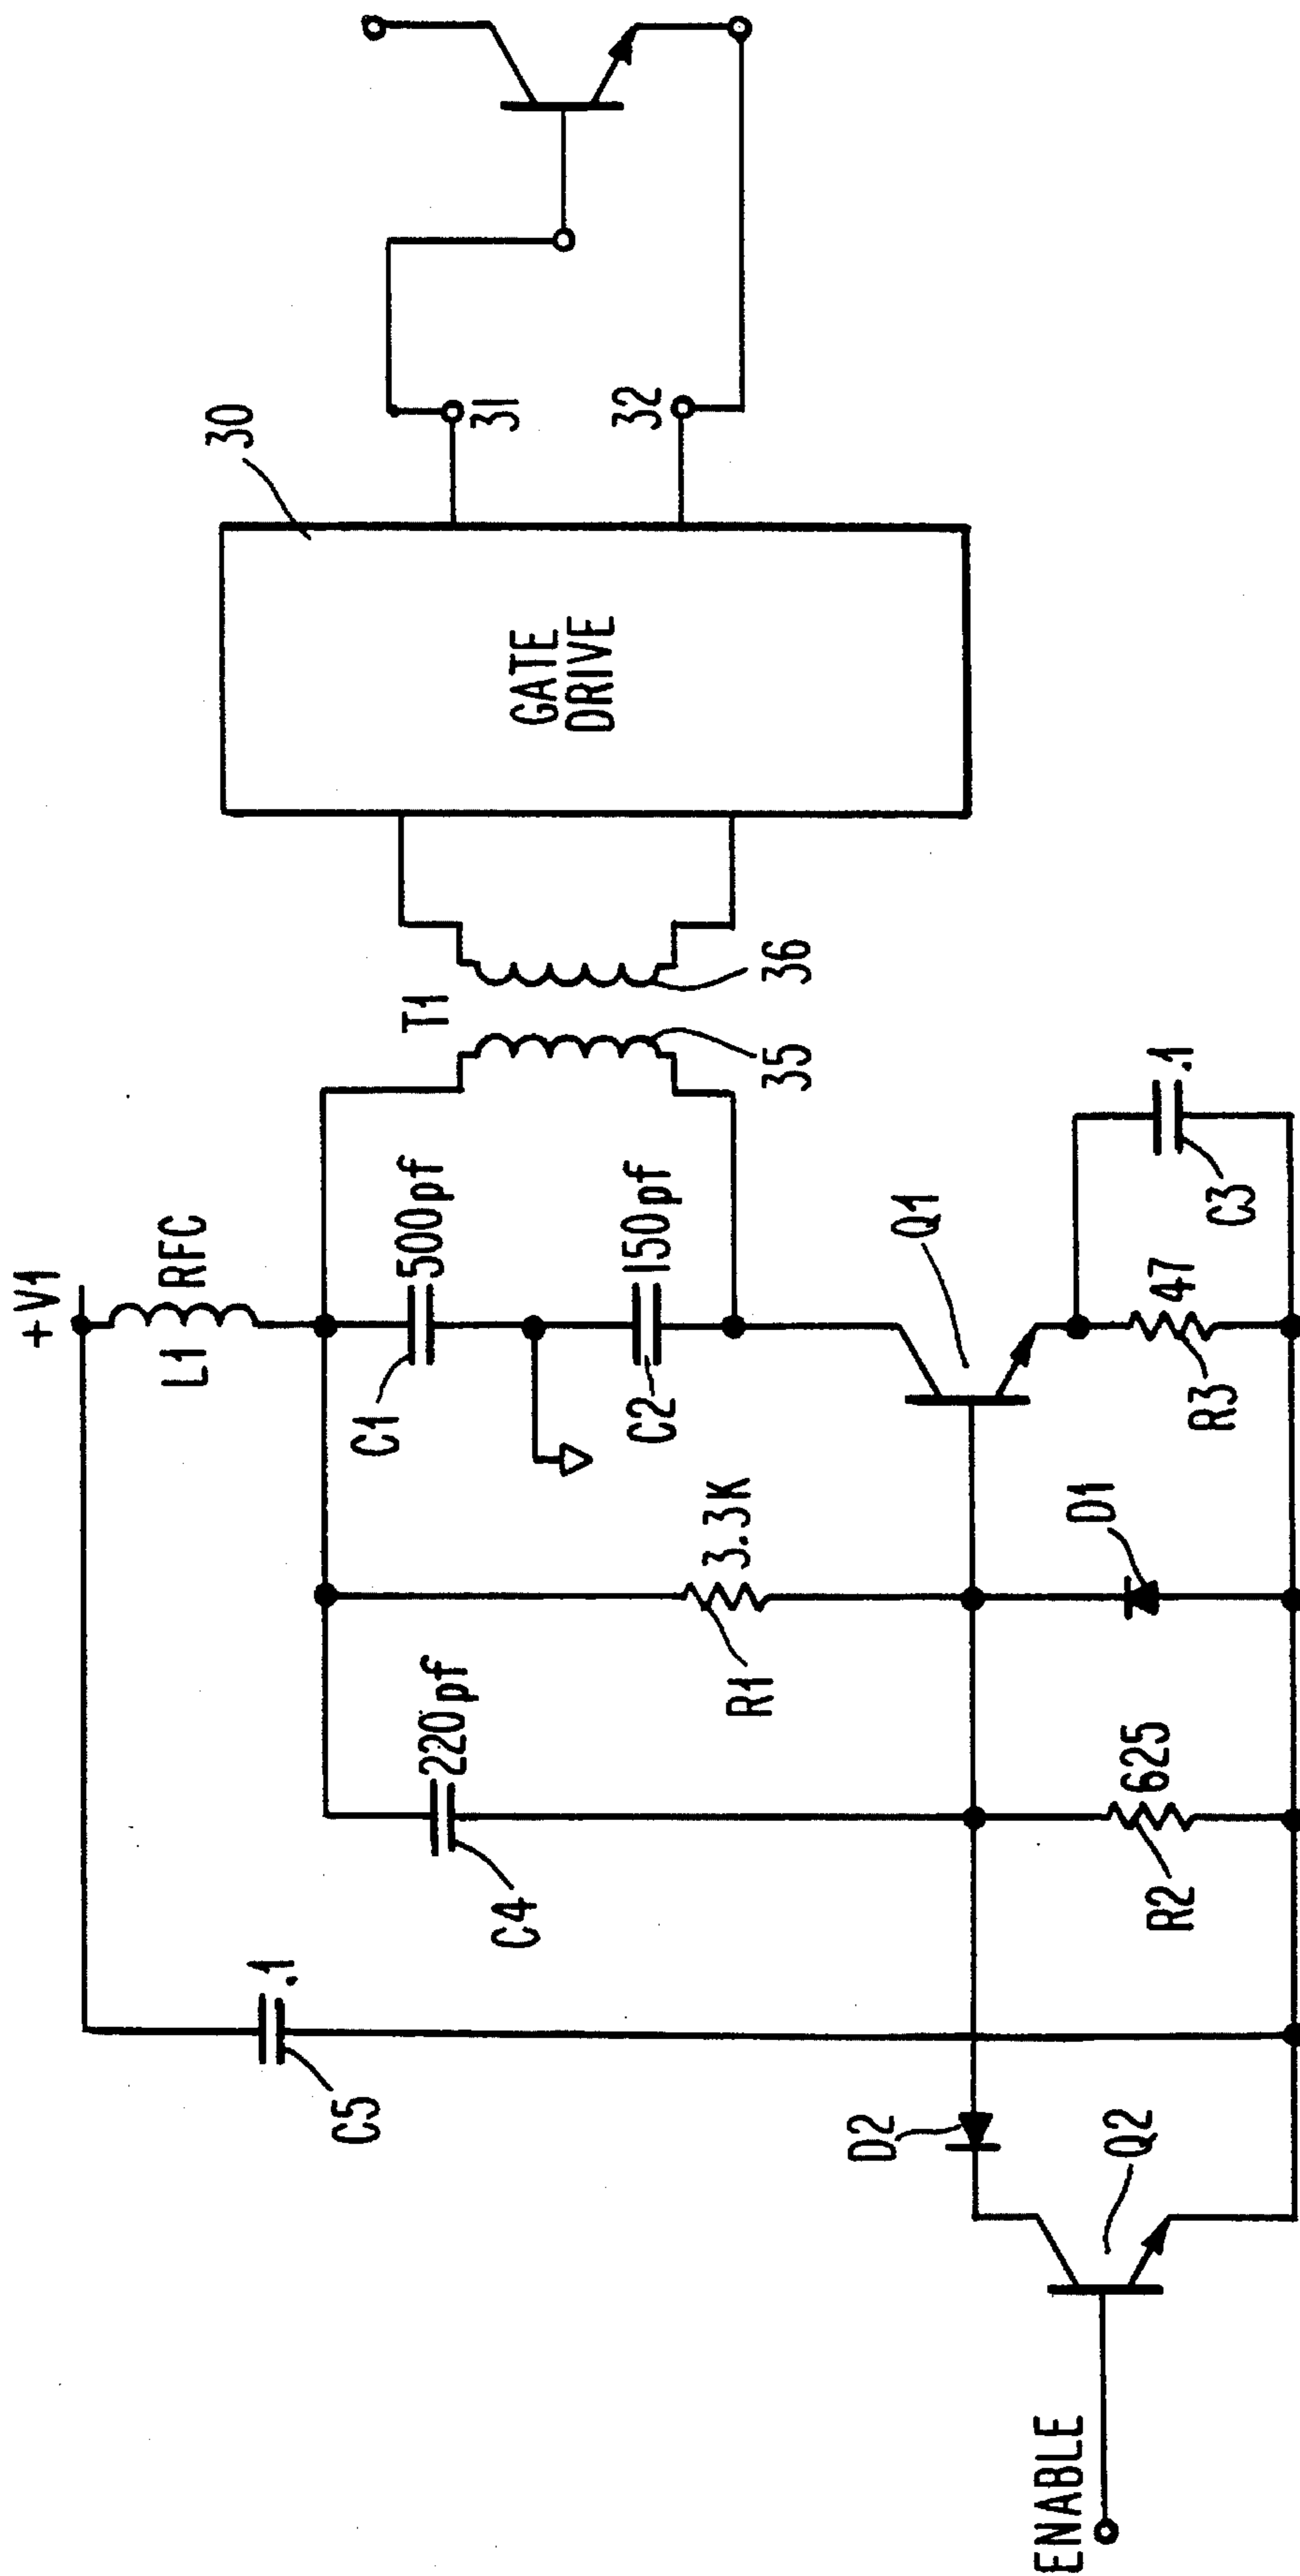 +V1
L1
RFC
30
C5
.1
C1
500pf
C4
220pf
T1
31
GATE
DRIVE
32
C2
150pf
R1
3.3K
35
36
D2
Q1
ENABLE
D1
Q2
R2
625
R3
47
C3
.1